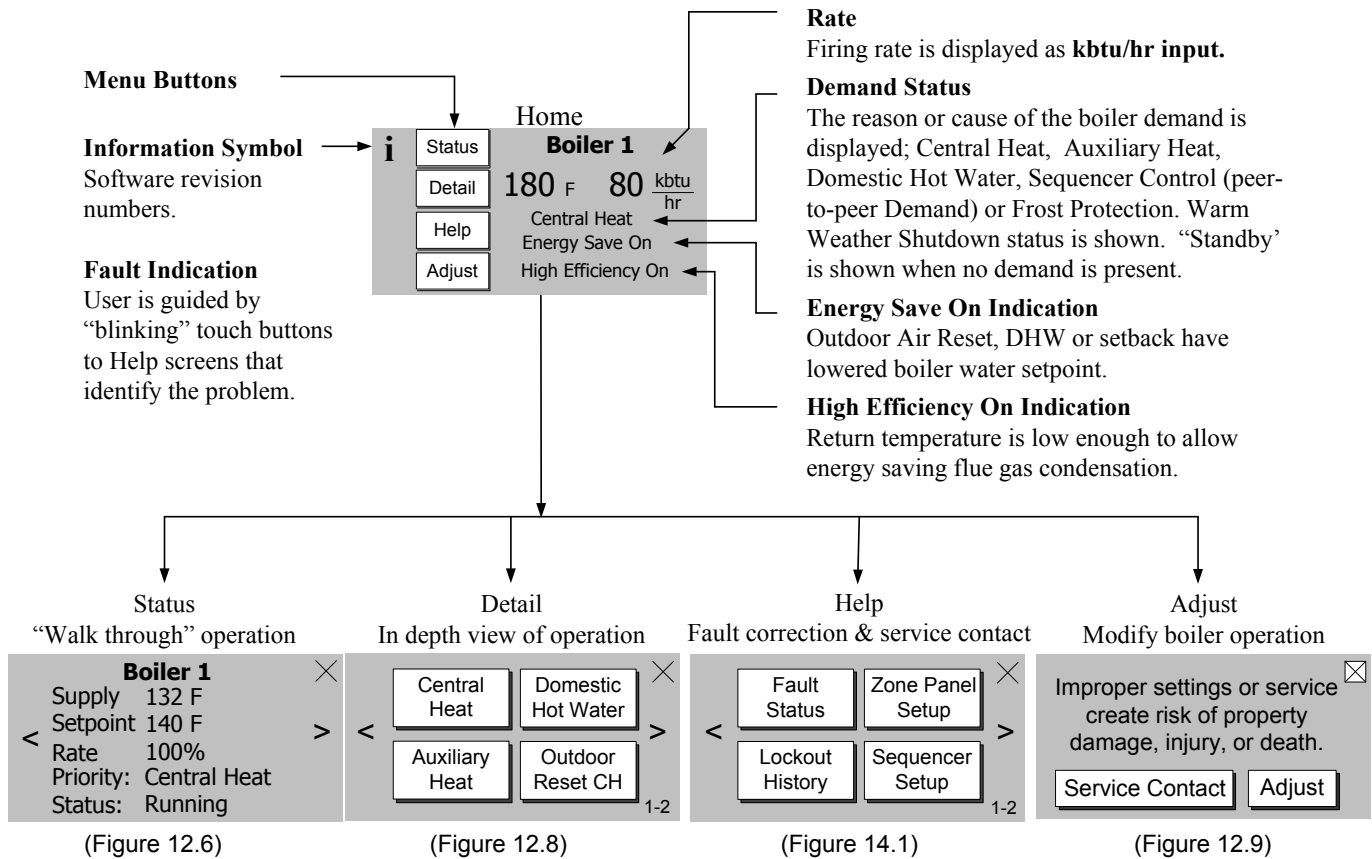 Menu Buttons
Information Symbol
Software revision
numbers.
Fault Indication
User is guided by
“blinking” touch buttons
to Help screens that
identify the problem.
Home
i
Status
Detail
Help
Adjust
Boiler 1
180 F 80 kbtu
hr
Central Heat
Energy Save On
High Efficiency On
Rate
Firing rate is displayed as kbtu/hr input.
Demand Status
The reason or cause of the boiler demand is
displayed; Central Heat, Auxiliary Heat,
Domestic Hot Water, Sequencer Control (peer-
to-peer Demand) or Frost Protection. Warm
Weather Shutdown status is shown. “Standby’
is shown when no demand is present.
Energy Save On Indication
Outdoor Air Reset, DHW or setback have
lowered boiler water setpoint.
High Efficiency On Indication
Return temperature is low enough to allow
energy saving flue gas condensation.
Status
“Walk through” operation
Boiler 1
Supply 132 F
Setpoint 140 F
Rate 100%
Priority: Central Heat
Status: Running
< >
(Figure 12.6)
Detail
In depth view of operation
Central
Heat
Domestic
Hot Water
Auxiliary
Heat
Outdoor
Reset CH
< >
1-2
(Figure 12.8)
Help
Fault correction & service contact
Fault
Status
Zone Panel
Setup
Lockout
History
Sequencer
Setup
< >
1-2
(Figure 14.1)
Adjust
Modify boiler operation
Improper settings or service
create risk of property
damage, injury, or death.
Service Contact
Adjust
(Figure 12.9)